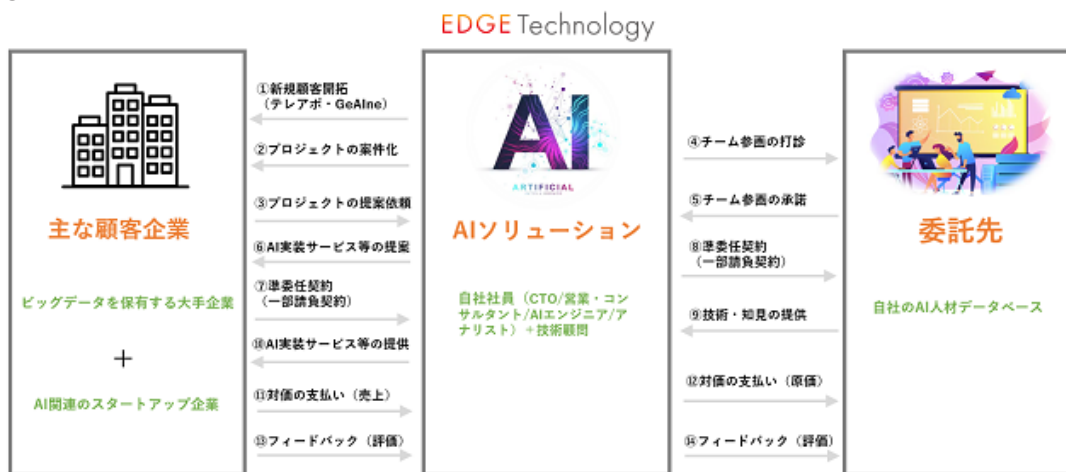 EDGE Technology
主な顧客企業
ビッグデータを保有する大手企業
+
AI関連のスタートアップ企業
①新規顧客開拓
(テレアポ・GeAIne)
②プロジェクトの案件化
③プロジェクトの提案依頼
⑥AI実装サービス等の提案
⑦準委任契約
(一部請負契約)
⑩AI実装サービス等の提供
⑪対価の支払い(売上)
⑬フィードバック(評価)
AI
ARTIFICIAL
AIソリューション
自社社員(CTO/営業・コン
サルタント/AIエンジニア/ア
ナリスト)+技術顧問
④チーム参画の打診
⑤チーム参画の承諾
⑧準委任契約
(一部請負契約)
⑨技術・知見の提供
⑫対価の支払い(原価)
⑭フィードバック(評価)
委託先
自社のAI人材データベース